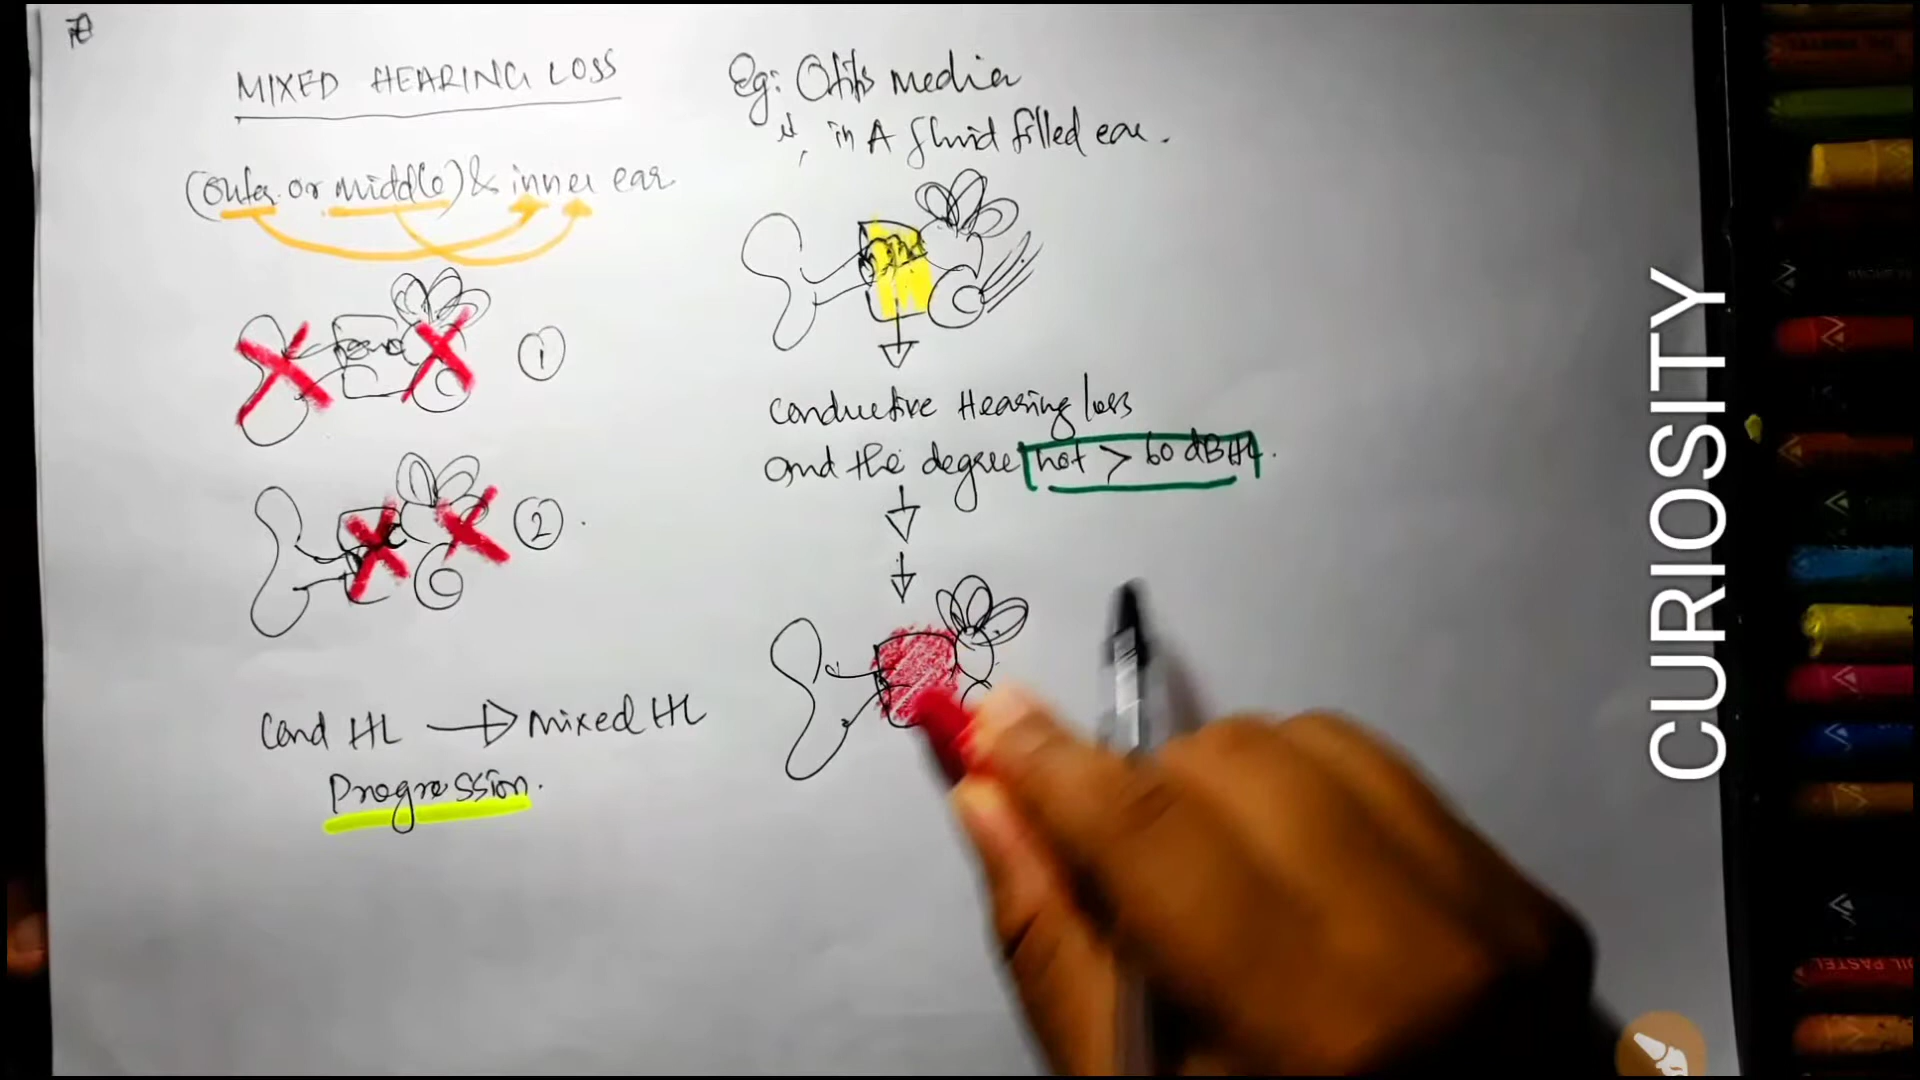 MIXED HEARING LOSS
(outer or middle) & inner ear
1
2
Cond HL → mixed HL
Progression.
Eg: Otitis media
in A fluid filled ear.
conductive Hearing loss
and the degree not > 60 dBHL.
CURIOSITY
OIL PASTEL